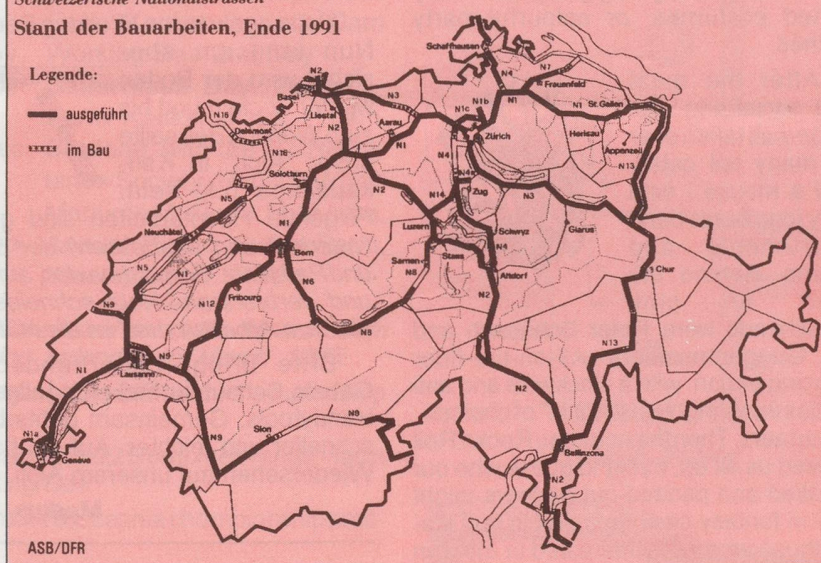 Schweizerische Nationalstrassen
Stand der Bauarbeiten, Ende 1991
Legende:
ausgeführt
im Bau
Schaffhausen
N4
N7
Frauenfeld
N2
Basel
Liestal
N3
N1c
N1b
N1
N1
St. Gallen
N16
Delémont
N2
Aarau
N1
Zürich
Herisau
Appenzell
N16
N4
N13
Solothurn
N4a
Zug
N2
N14
N3
N5
N1
Luzern
Schwyz
Glarus
Neuchâtel
Bern
Sarnen
Stans
N4
N5
N1
N8
Altdorf
Chur
N12
Fribourg
N6
N2
N9
N8
N13
N1
N9
Lausanne
N2
Sion
N9
N9
N1a
Genève
Bellinzona
N2
ASB/DFR